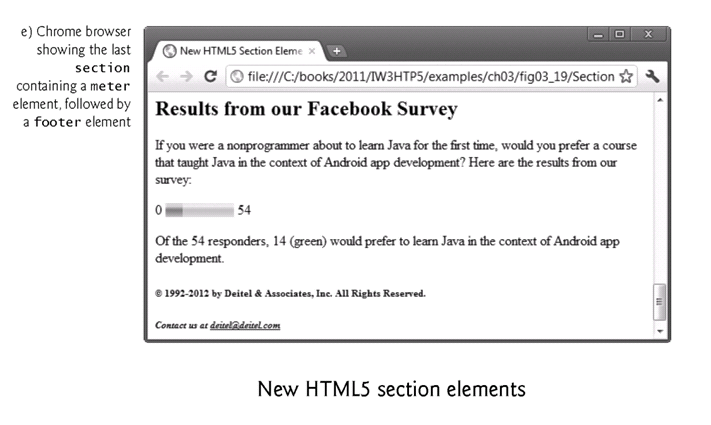 e) Chrome browser
showing the last
section
containing a meter
element, followed by
a footer element
New HTML5 Section Eleme
file:///C:/books/2011/IW3HTP5/examples/ch03/fig03_19/Section
Results from our Facebook Survey
If you were a nonprogrammer about to learn Java for the first time, would you prefer a course
that taught Java in the context of Android app development? Here are the results from our
survey:
0 54
Of the 54 responders, 14 (green) would prefer to learn Java in the context of Android app
development.
© 1992-2012 by Deitel & Associates, Inc. All Rights Reserved.
Contact us at deitel@deitel.com
New HTML5 section elements